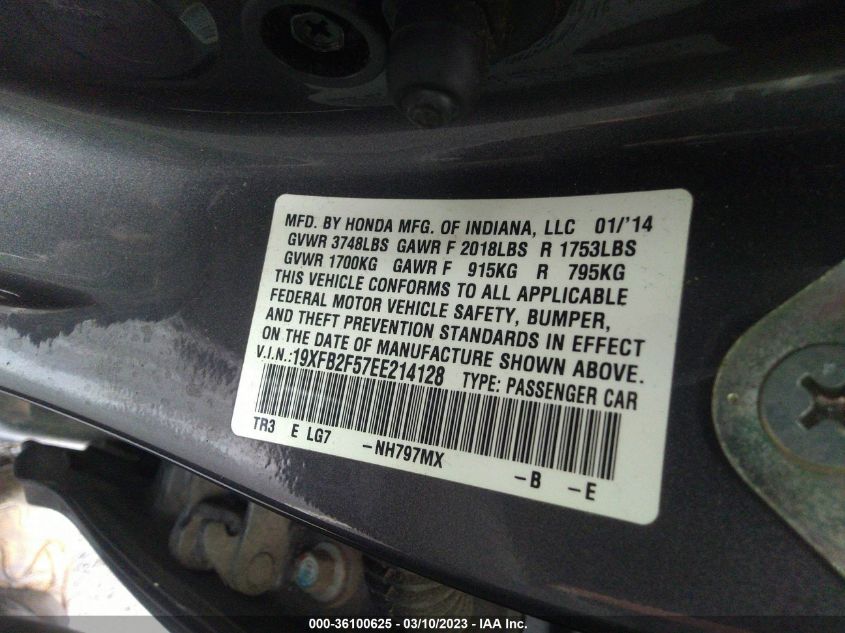 MFD. BY HONDA MFG. OF INDIANA, LLC 01/'14
GVWR 3748LBS GAWR F 2018LBS R 1753LBS
GVWR 1700KG GAWR F 915KG R 795KG
THIS VEHICLE CONFORMS TO ALL APPLICABLE
FEDERAL MOTOR VEHICLE SAFETY, BUMPER,
AND THEFT PREVENTION STANDARDS IN EFFECT
ON THE DATE OF MANUFACTURE SHOWN ABOVE.
V.I.N.:19XFB2F57EE214128 TYPE: PASSENGER CAR
TR3 E LG7 -NH797MX -B -E
000-36100625 - 03/10/2023 - IAA Inc.